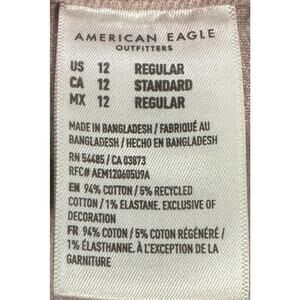 AMERICAN EAGLE
OUTFITTERS
US 12 REGULAR
CA 12 STANDARD
MX 12 REGULAR
MADE IN BANGLADESH / FABRIQUÉ AU
BANGLADESH / HECHO EN BANGLADESH
RN 54485 / CA 03873
RFC# AEM120605U9A
EN 94% COTTON / 5% RECYCLED
COTTON / 1% ELASTANE. EXCLUSIVE OF
DECORATION
FR 94% COTON / 5% COTON RÉGÉNÉRÉ /
1% ÉLASTHANNE. À L'EXCEPTION DE LA
GARNITURE